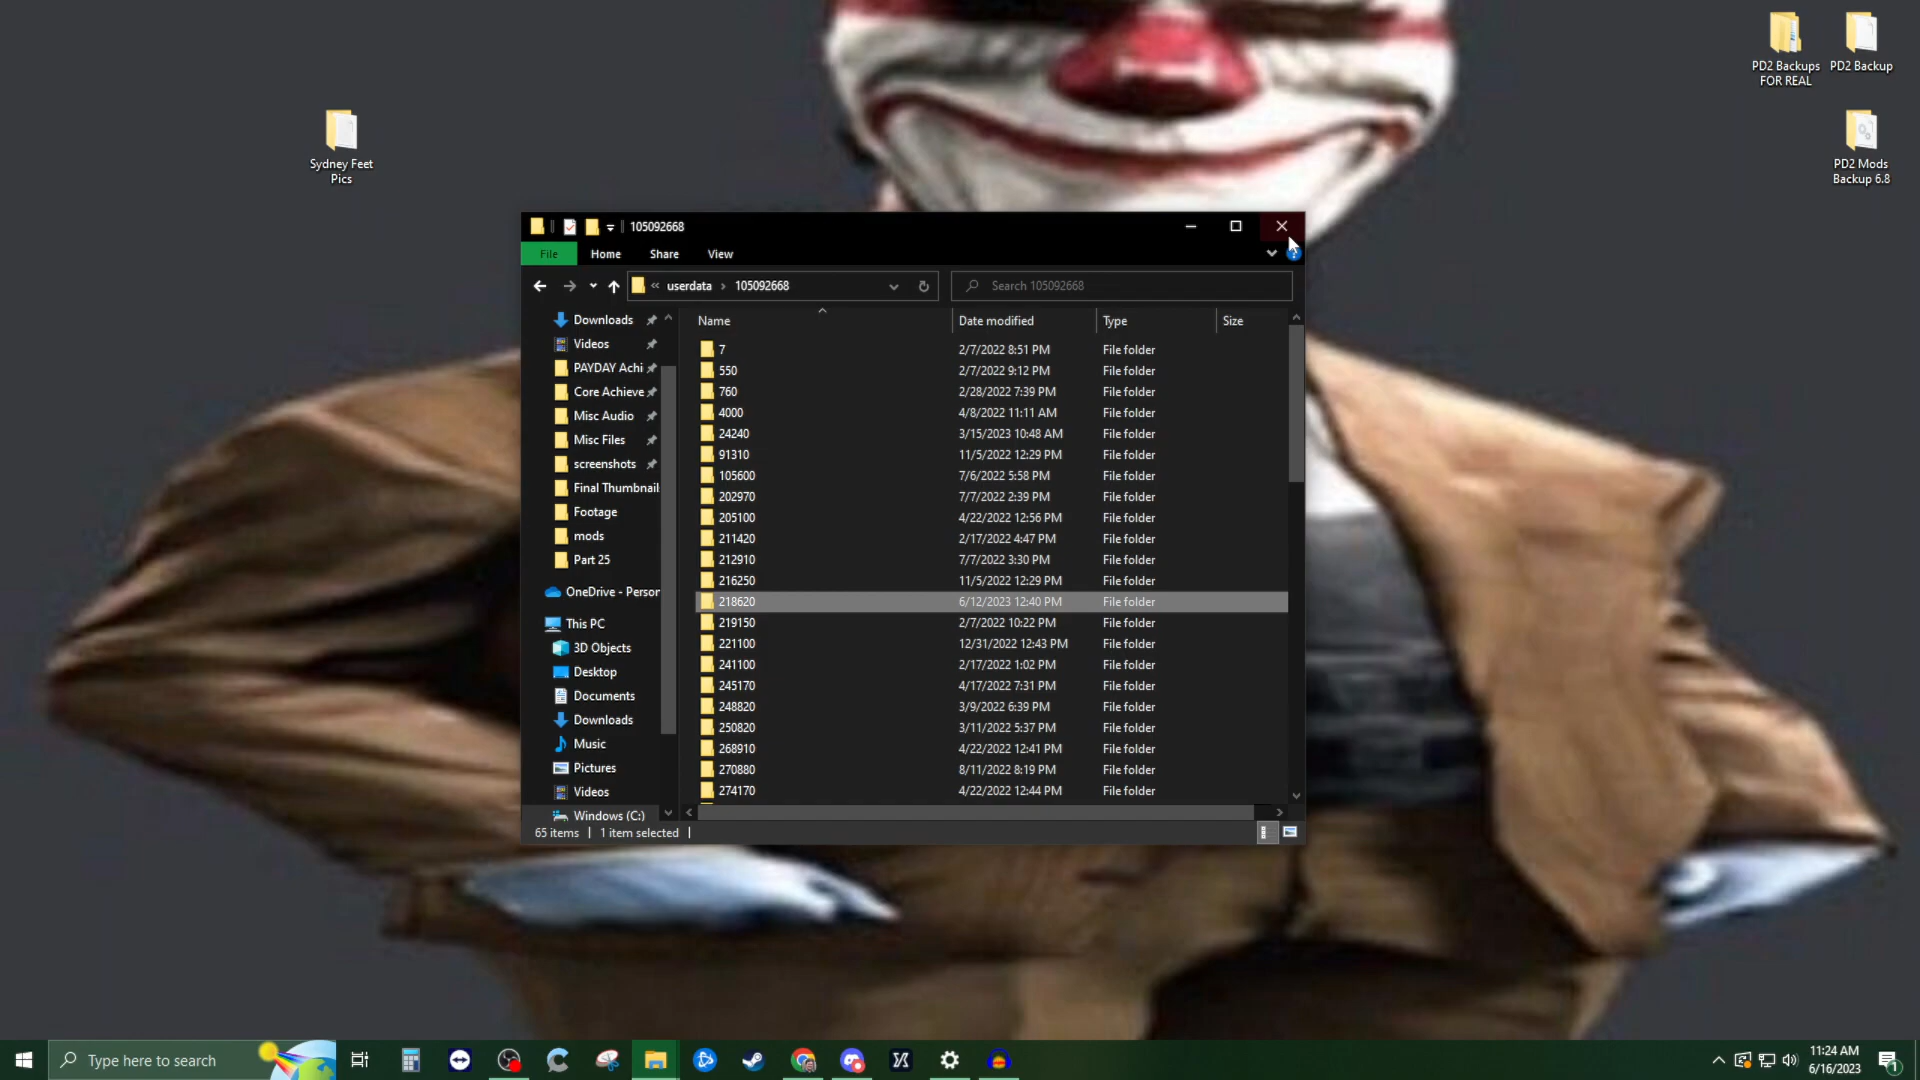 PD2 Backups
FOR REAL
PD2 Backup
Sydney Feet
Pics
PD2 Mods
Backup 6.8
105092668
File
Home
Share
View
userdata
105092668
Search 105092668
Downloads
Videos
PAYDAY Achi
Core Achieve
Misc Audio
Misc Files
screenshots
Final Thumbnail
Footage
mods
Part 25
OneDrive - Person
This PC
3D Objects
Desktop
Documents
Downloads
Music
Pictures
Videos
Windows (C:)
Name Date modified Type Size
7 2/7/2022 8:51 PM File folder
550 2/7/2022 9:12 PM File folder
760 2/28/2022 7:39 PM File folder
4000 4/8/2022 11:11 AM File folder
24240 3/15/2023 10:48 AM File folder
91310 11/5/2022 12:29 PM File folder
105600 7/6/2022 5:58 PM File folder
202970 7/7/2022 2:39 PM File folder
205100 4/22/2022 12:56 PM File folder
211420 2/17/2022 4:47 PM File folder
212910 7/7/2022 3:30 PM File folder
216250 11/5/2022 12:29 PM File folder
218620 6/12/2023 12:40 PM File folder
219150 2/7/2022 10:22 PM File folder
221100 12/31/2022 12:43 PM File folder
241100 2/17/2022 1:02 PM File folder
245170 4/17/2022 7:31 PM File folder
248820 3/9/2022 6:39 PM File folder
250820 3/11/2022 5:37 PM File folder
268910 4/22/2022 12:41 PM File folder
270880 8/11/2022 8:19 PM File folder
274170 4/22/2022 12:44 PM File folder
65 items 1 item selected
Type here to search
11:24 AM
6/16/2023
1